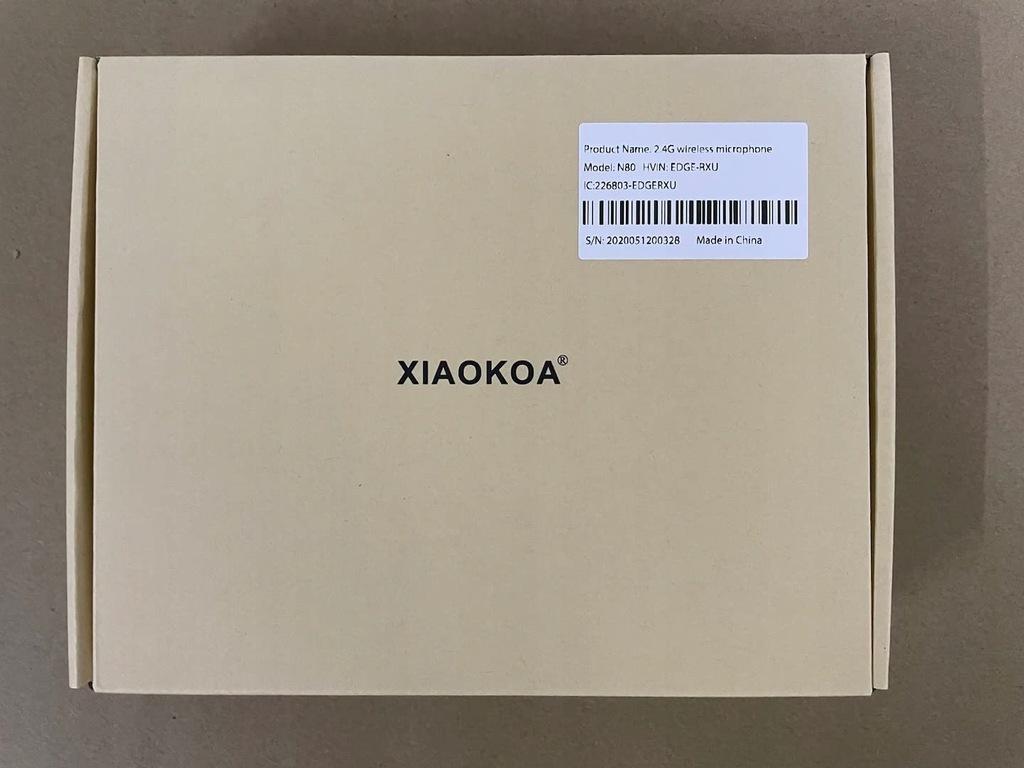 Product Name: 2.4G wireless microphone
Model: N80 HVIN: EDGE-RXU
IC:226803-EDGERXU
S/N: 2020051200328 Made in China
XIAOKOA®